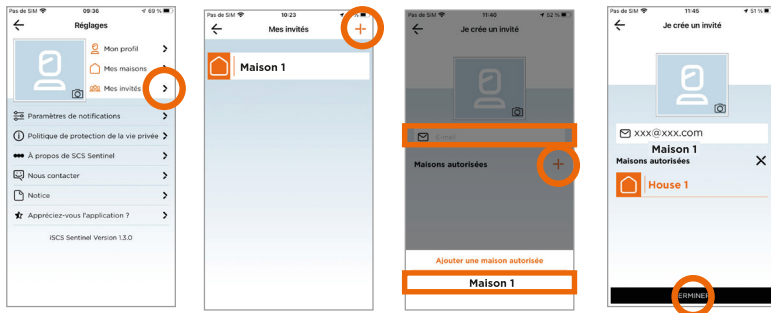 Pas de SIM 09:36 69 %
Réglages
Mon profil
Mes maisons
Mes invités
Paramètres de notifications
Politique de protection de la vie privée
À propos de SCS Sentinel
Nous contacter
Notice
Appréciez-vous l'application ?
iSCS Sentinel Version 1.3.0
Pas de SIM 10:23
Mes invités
Maison 1
Pas de SIM 11:40 52 %
Je crée un invité
E-mail
Maisons autorisées
Ajouter une maison autorisée
Maison 1
Pas de SIM 11:45 51 %
Je crée un invité
xxx@xxx.com
Maison 1
Maisons autorisées
House 1
TERMINER